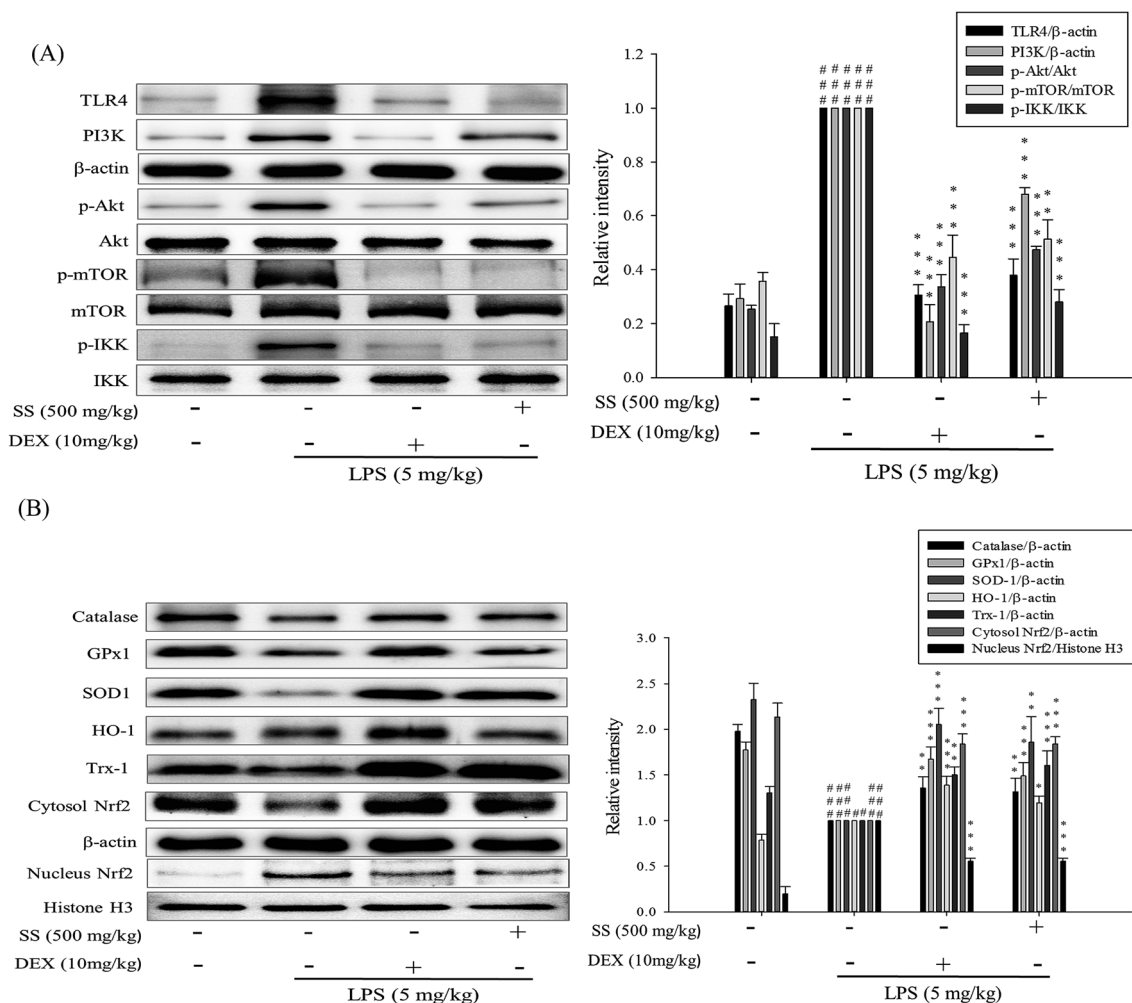 (A)
TLR4
PI3K
β-actin
p-Akt
Akt
p-mTOR
mTOR
p-IKK
IKK
SS (500 mg/kg) - - - +
DEX (10mg/kg) - - + -
LPS (5 mg/kg)
TLR4/β-actin
PI3K/β-actin
p-Akt/Akt
p-mTOR/mTOR
p-IKK/IKK
Relative intensity
1.2
1.0
0.8
0.6
0.4
0.2
0.0
# # # # #
# # # # #
# # # # #
* * *
* * *
* * *
* * *
* * *
* * *
* * *
* * *
* *
* * *
SS (500 mg/kg) - - - +
DEX (10mg/kg) - - + -
LPS (5 mg/kg)
(B)
Catalase
GPx1
SOD1
HO-1
Trx-1
Cytosol Nrf2
β-actin
Nucleus Nrf2
Histone H3
SS (500 mg/kg) - - - +
DEX (10mg/kg) - - + -
LPS (5 mg/kg)
Catalase/β-actin
GPx1/β-actin
SOD-1/β-actin
HO-1/β-actin
Trx-1/β-actin
Cytosol Nrf2/β-actin
Nucleus Nrf2/Histone H3
Relative intensity
3.0
2.5
2.0
1.5
1.0
0.5
0.0
### ##
### ##
#######
* *
* * *
* * *
* * *
* *
* * *
* * *
* *
* * *
* *
*
* * *
* * *
* * *
SS (500 mg/kg) - - - +
DEX (10mg/kg) - - + -
LPS (5 mg/kg)